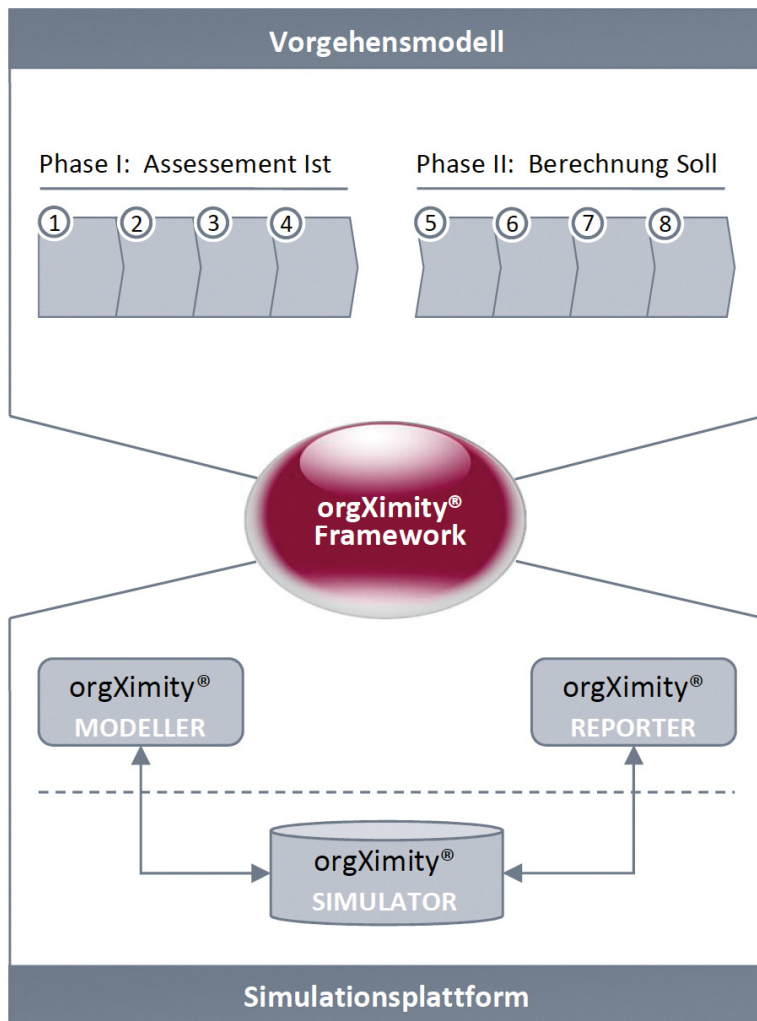 Vorgehensmodell
Phase I: Assessement Ist
Phase II: Berechnung Soll
1 2 3 4
5 6 7 8
orgXimity®
Framework
orgXimity®
MODELLER
orgXimity®
REPORTER
orgXimity®
SIMULATOR
Simulationsplattform